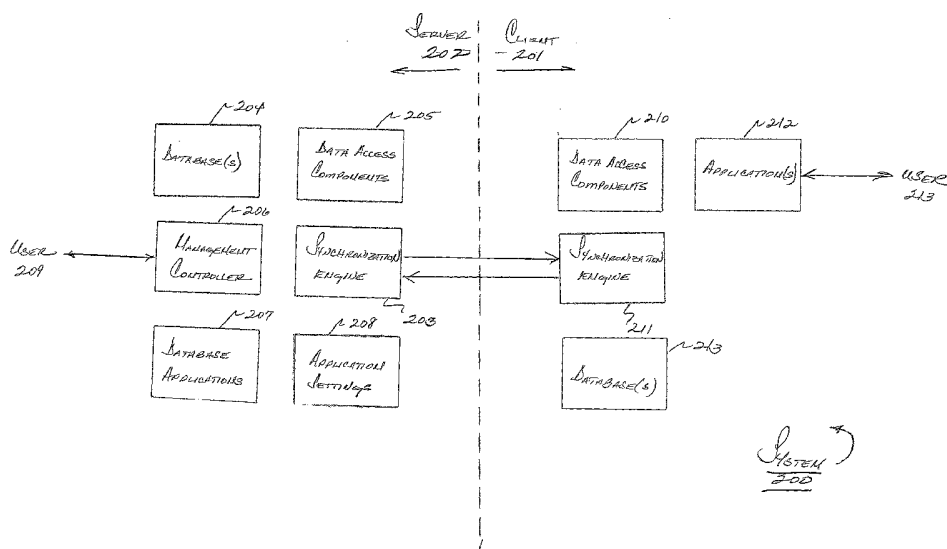 SERVER
202
CLIENT
201
204
DATABASE(S)
205
DATA ACCESS
COMPONENTS
210
DATA ACCESS
COMPONENTS
212
APPLICATION(S)
USER
213
206
MANAGEMENT
CONTROLLER
USER
209
SYNCHRONIZATION
ENGINE
203
SYNCHRONIZATION
ENGINE
211
207
DATABASE
APPLICATIONS
208
APPLICATION
SETTINGS
213
DATABASE(S)
SYSTEM
200